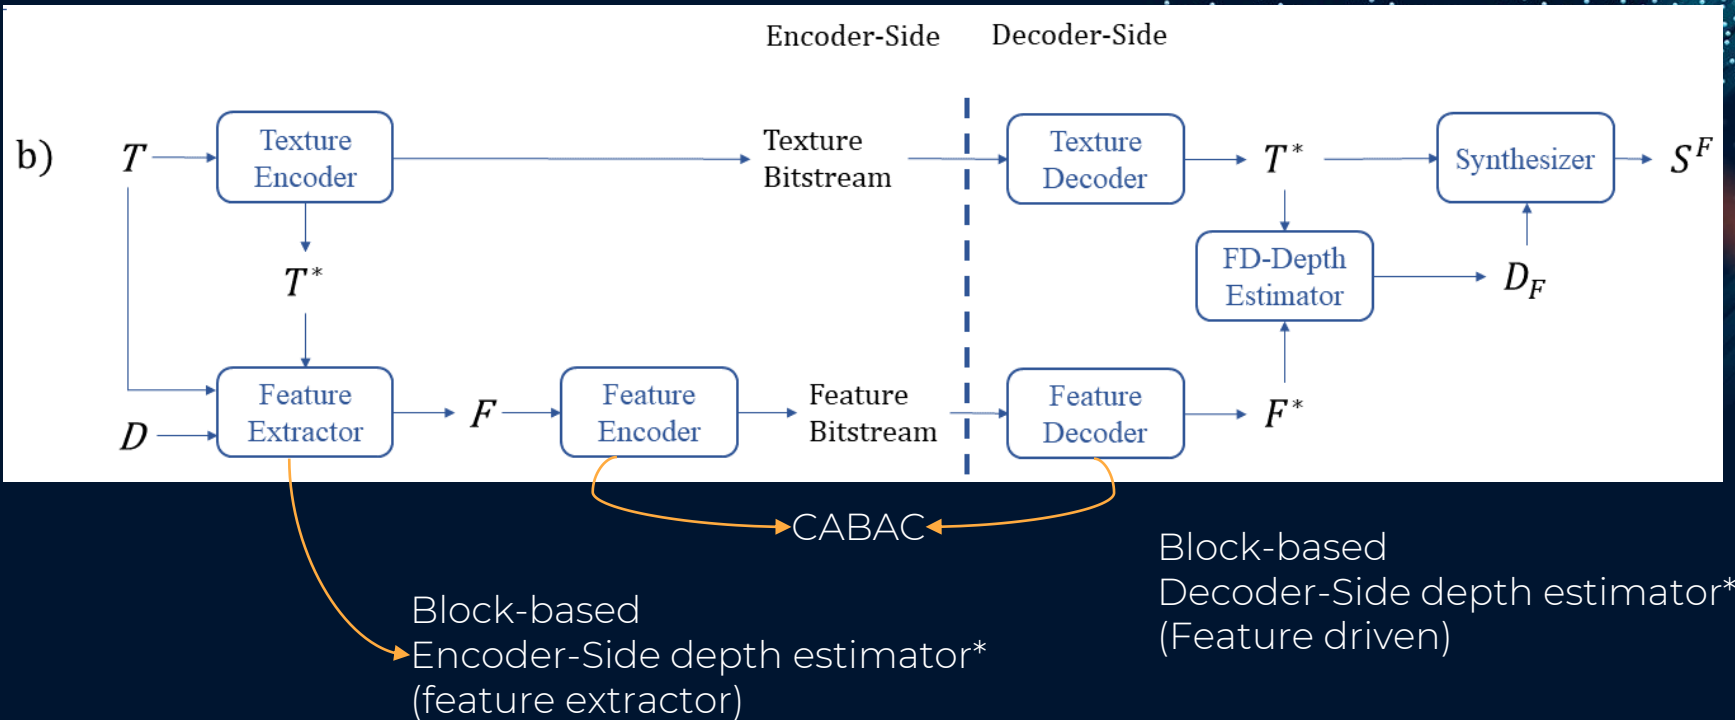 Encoder-Side
Decoder-Side
b)
T
Texture
Encoder
Texture
Bitstream
Texture
Decoder
T*
Synthesizer
S^F
T*
FD-Depth
Estimator
D_F
D
Feature
Extractor
F
Feature
Encoder
Feature
Bitstream
Feature
Decoder
F*
CABAC
Block-based
Encoder-Side depth estimator*
(feature extractor)
Block-based
Decoder-Side depth estimator*
(Feature driven)